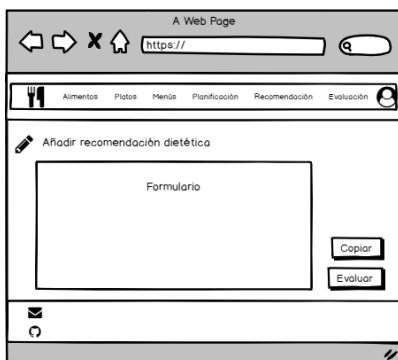 A Web Page
https://
Alimentos Platos Menús Planificación Recomendación Evaluación
Añadir recomendación dietética
Formulario
Copiar
Evaluar